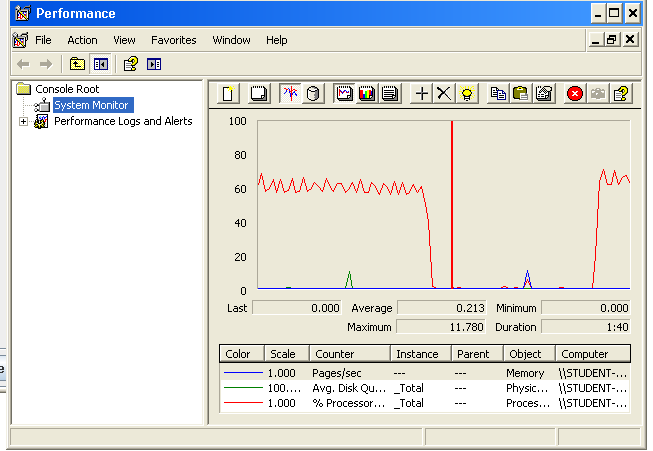 Performance
File Action View Favorites Window Help
Console Root
System Monitor
Performance Logs and Alerts
100
80
60
40
20
0
Last 0.000 Average 0.213 Minimum 0.000
Maximum 11.780 Duration 1:40
Color Scale Counter Instance Parent Object Computer
1.000 Pages/sec --- --- Memory \\STUDENT-...
100.... Avg. Disk Qu... _Total --- Physic... \\STUDENT-...
1.000 % Processor... _Total --- Proces... \\STUDENT-...